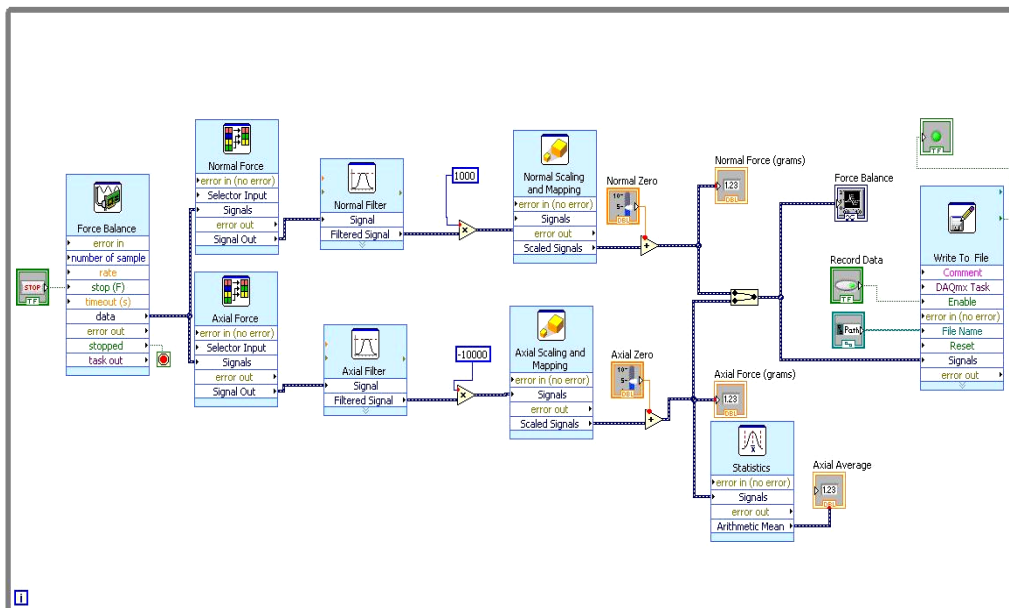 STOP
TF
Force Balance
error in
number of sample
rate
stop (F)
timeout (s)
data
error out
stopped
task out
Normal Force
error in (no error)
Selector Input
Signals
error out
Signal Out
Axial Force
error in (no error)
Selector Input
Signals
error out
Signal Out
Normal Filter
Signal
Filtered Signal
Axial Filter
Signal
Filtered Signal
1000
-10000
Normal Scaling
and Mapping
error in (no error)
Signals
error out
Scaled Signals
Axial Scaling and
Mapping
error in (no error)
Signals
error out
Scaled Signals
Normal Zero
10-
5-
DBL
Axial Zero
10-
5-
DBL
Normal Force (grams)
1.23
DBL
Axial Force (grams)
1.23
DBL
Statistics
error in (no error)
Signals
error out
Arithmetic Mean
Axial Average
1.23
DBL
Force Balance
Record Data
TF
Path
TF
Write To File
Comment
DAQmx Task
Enable
error in (no error)
File Name
Reset
Signals
error out
i